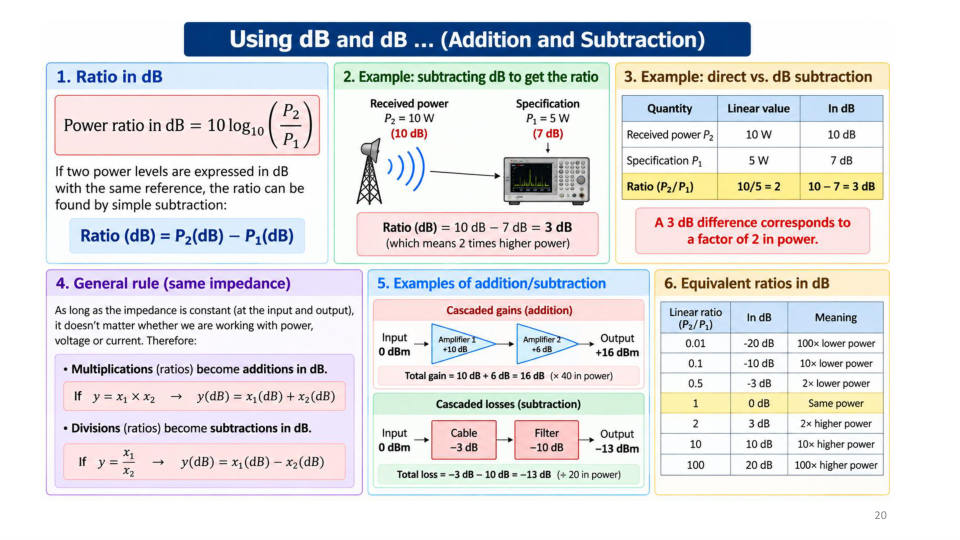 Using dB and dB ... (Addition and Subtraction)
1. Ratio in dB
Power ratio in dB = 10 log₁₀ (P₂/P₁)
If two power levels are expressed in dB
with the same reference, the ratio can be
found by simple subtraction:
Ratio (dB) = P₂(dB) − P₁(dB)
2. Example: subtracting dB to get the ratio
Received power
P₂ = 10 W
(10 dB)
Specification
P₁ = 5 W
(7 dB)
Ratio (dB) = 10 dB − 7 dB = 3 dB
(which means 2 times higher power)
3. Example: direct vs. dB subtraction
Quantity Linear value In dB
Received power P₂ 10 W 10 dB
Specification P₁ 5 W 7 dB
Ratio (P₂/P₁) 10/5 = 2 10 − 7 = 3 dB
A 3 dB difference corresponds to
a factor of 2 in power.
4. General rule (same impedance)
As long as the impedance is constant (at the input and output),
it doesn't matter whether we are working with power,
voltage or current. Therefore:
• Multiplications (ratios) become additions in dB.
If y = x₁ × x₂ → y(dB) = x₁(dB) + x₂(dB)
• Divisions (ratios) become subtractions in dB.
If y = x₁/x₂ → y(dB) = x₁(dB) − x₂(dB)
5. Examples of addition/subtraction
Cascaded gains (addition)
Input
0 dBm
Amplifier 1
+10 dB
Amplifier 2
+6 dB
Output
+16 dBm
Total gain = 10 dB + 6 dB = 16 dB (× 40 in power)
Cascaded losses (subtraction)
Input
0 dBm
Cable
−3 dB
Filter
−10 dB
Output
−13 dBm
Total loss = −3 dB − 10 dB = −13 dB (÷ 20 in power)
6. Equivalent ratios in dB
Linear ratio
(P₂/P₁)
In dB
Meaning
0.01 -20 dB 100× lower power
0.1 -10 dB 10× lower power
0.5 -3 dB 2× lower power
1 0 dB Same power
2 3 dB 2× higher power
10 10 dB 10× higher power
100 20 dB 100× higher power
20